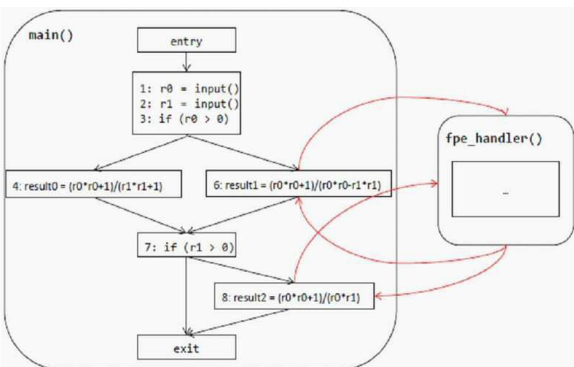 main()
entry
1: r0 = input()
2: r1 = input()
3: if (r0 > 0)
fpe_handler()
…
4: result0 = (r0*r0+1)/(r1*r1+1)
6: result1 = (r0*r0+1)/(r0*r0-r1*r1)
7: if (r1 > 0)
8: result2 = (r0*r0+1)/(r0*r1)
exit